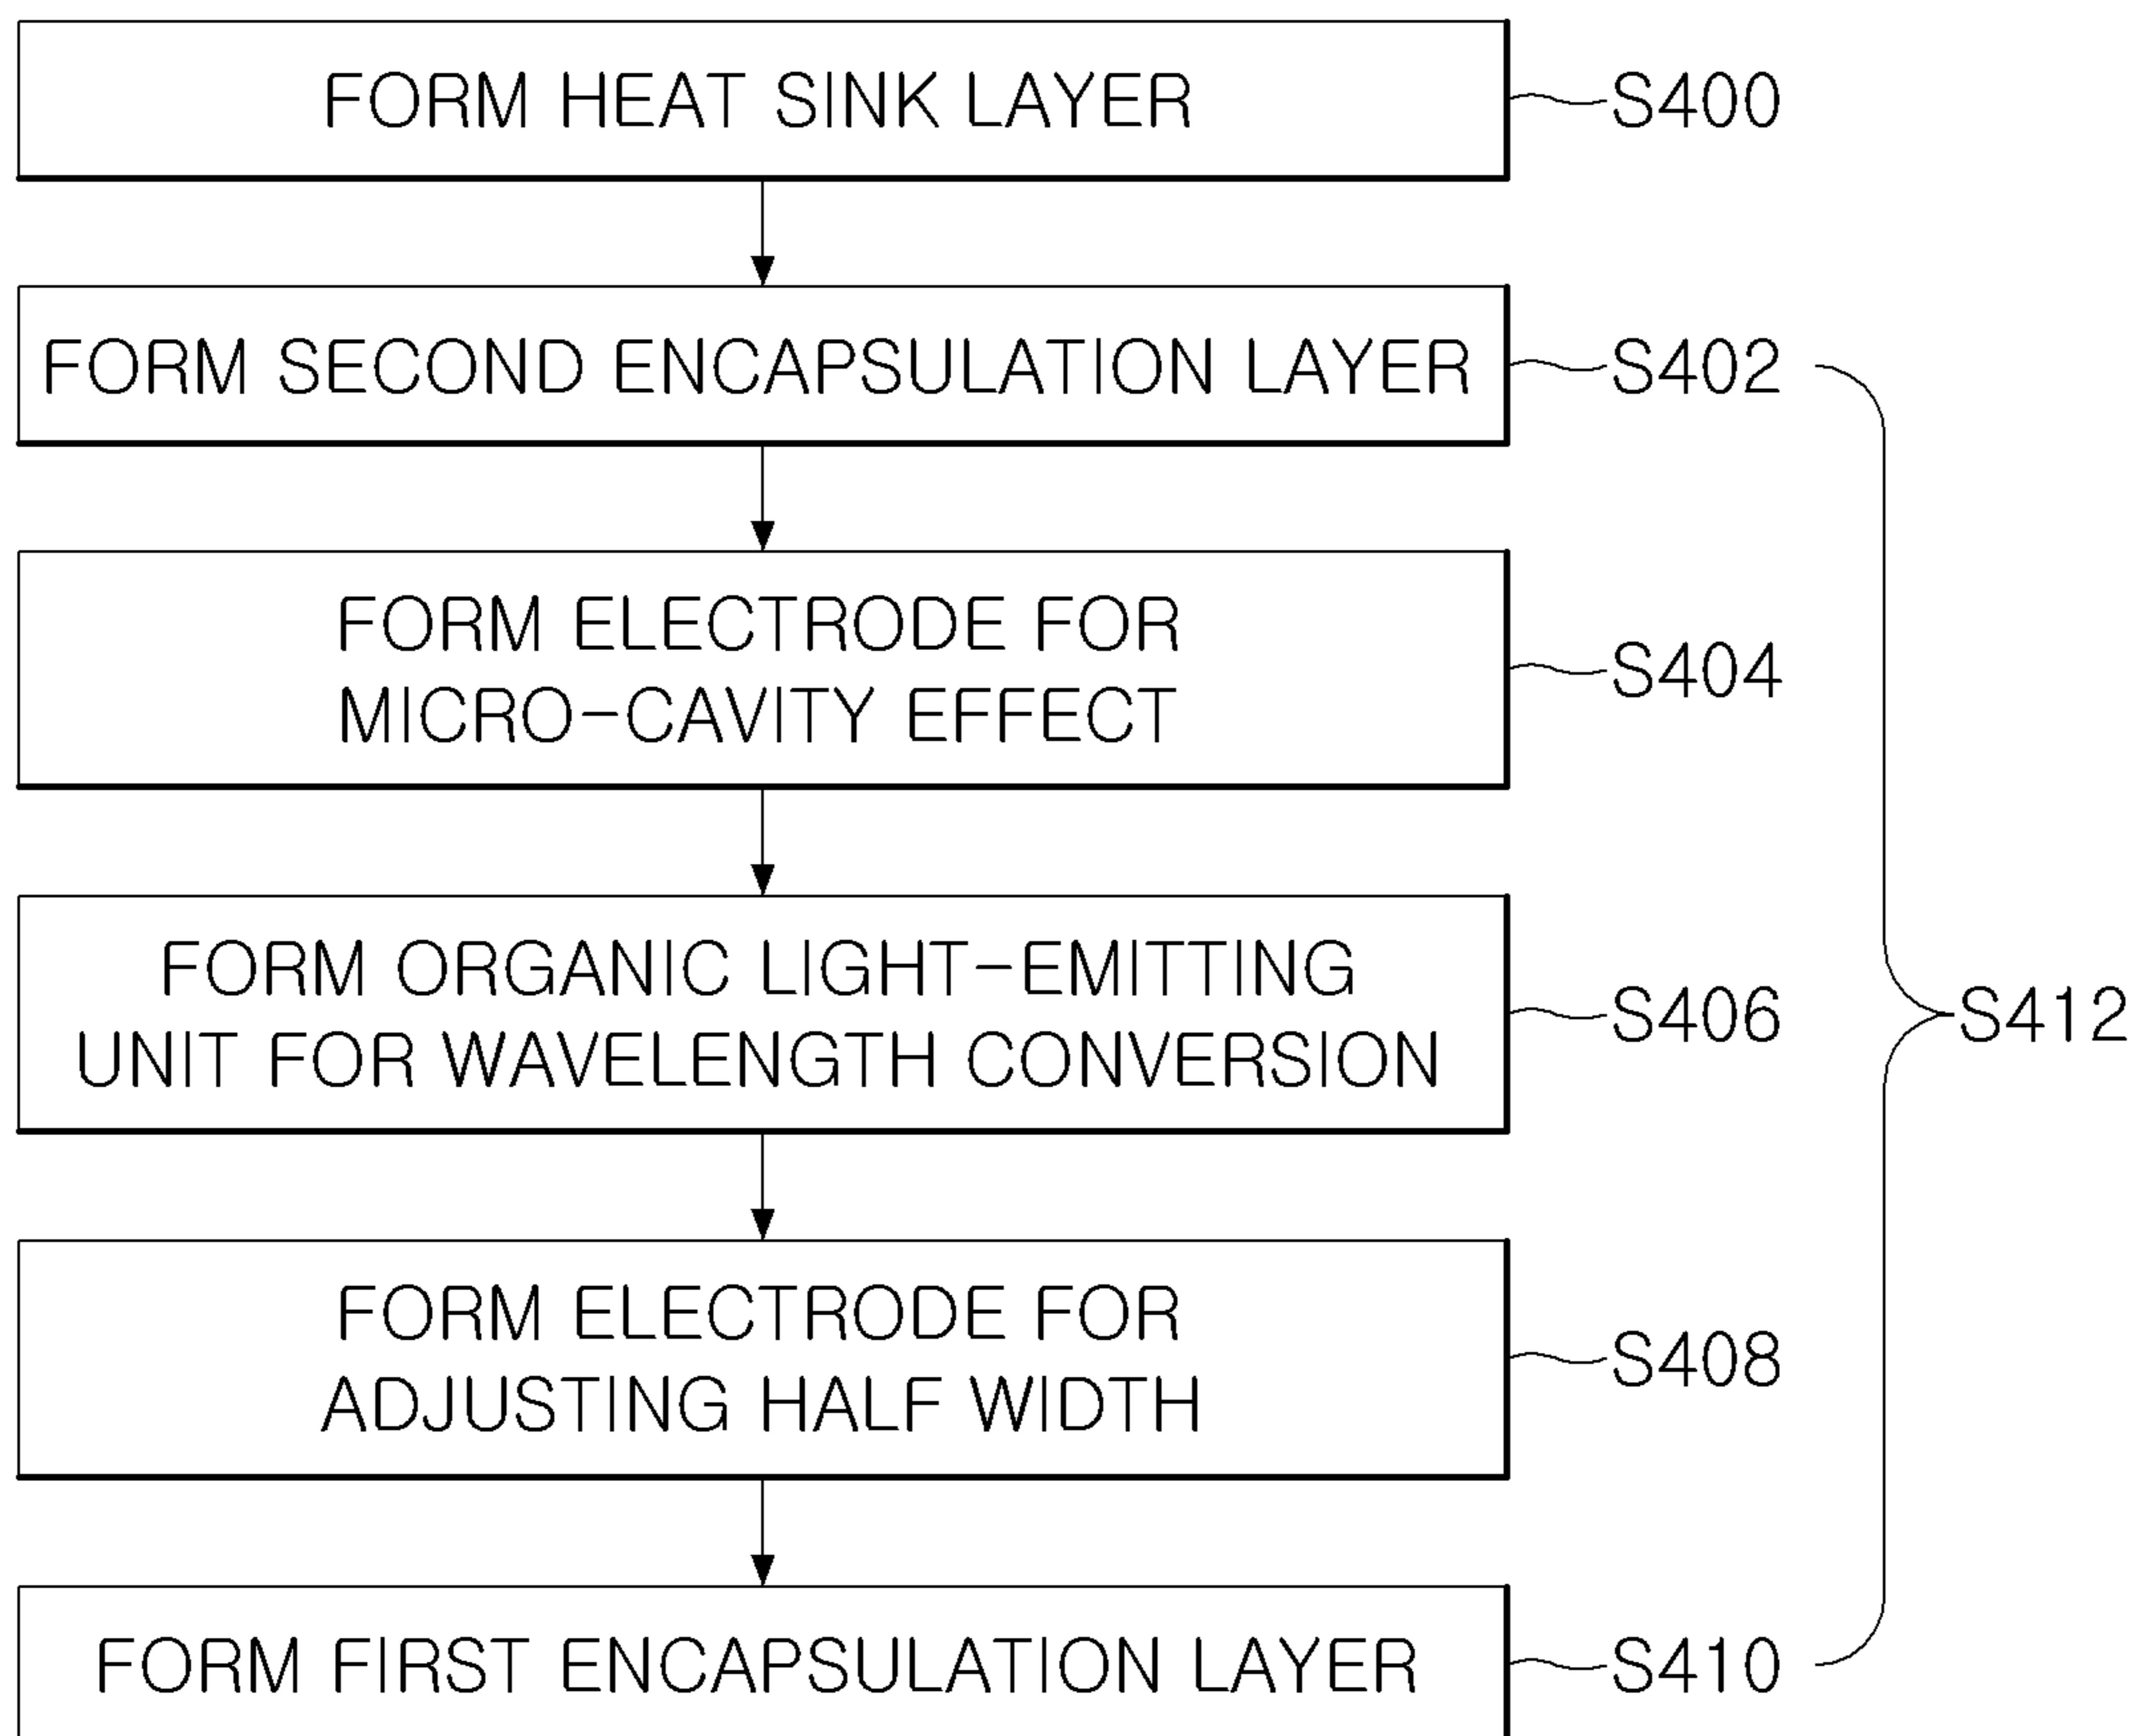 FORM HEAT SINK LAYER
S400
FORM SECOND ENCAPSULATION LAYER
S402
FORM ELECTRODE FOR
MICRO-CAVITY EFFECT
S404
FORM ORGANIC LIGHT-EMITTING
UNIT FOR WAVELENGTH CONVERSION
S406
S412
FORM ELECTRODE FOR
ADJUSTING HALF WIDTH
S408
FORM FIRST ENCAPSULATION LAYER
S410